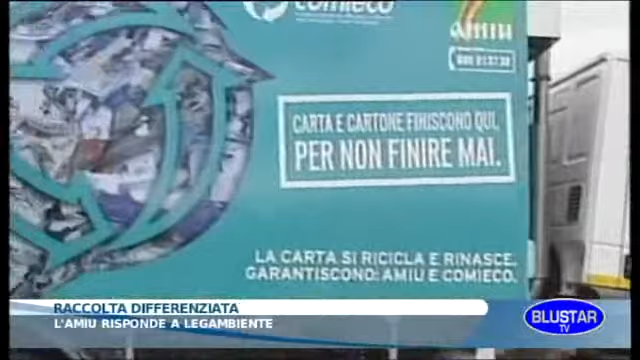 comieco
amiu
CARTA E CARTONE FINISCONO QUI.
PER NON FINIRE MAI.
LA CARTA SI RICICLA E RINASCE.
GARANTISCONO: AMIU E COMIECO.
RACCOLTA DIFFERENZIATA
L'AMIU RISPONDE A LEGAMBIENTE
BLUSTAR
TV